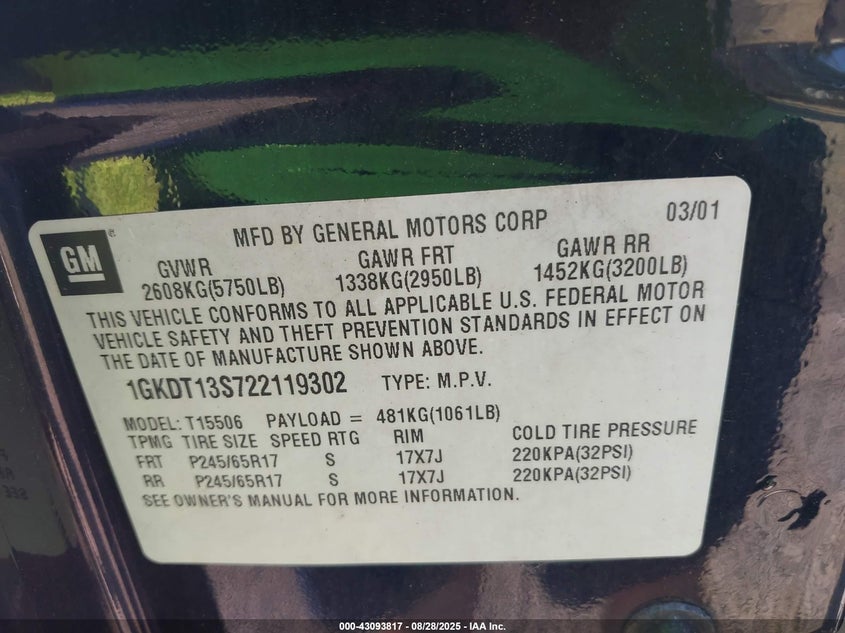 MFD BY GENERAL MOTORS CORP 03/01
GM
GVWR GAWR FRT GAWR RR
2608KG(5750LB) 1338KG(2950LB) 1452KG(3200LB)
THIS VEHICLE CONFORMS TO ALL APPLICABLE U.S. FEDERAL MOTOR
VEHICLE SAFETY AND THEFT PREVENTION STANDARDS IN EFFECT ON
THE DATE OF MANUFACTURE SHOWN ABOVE.
1GKDT13S722119302 TYPE: M.P.V.
MODEL: T15506 PAYLOAD = 481KG(1061LB)
TPMG TIRE SIZE SPEED RTG RIM COLD TIRE PRESSURE
FRT P245/65R17 S 17X7J 220KPA(32PSI)
RR P245/65R17 S 17X7J 220KPA(32PSI)
SEE OWNER'S MANUAL FOR MORE INFORMATION.
000-43093817 - 08/28/2025 - IAA Inc.